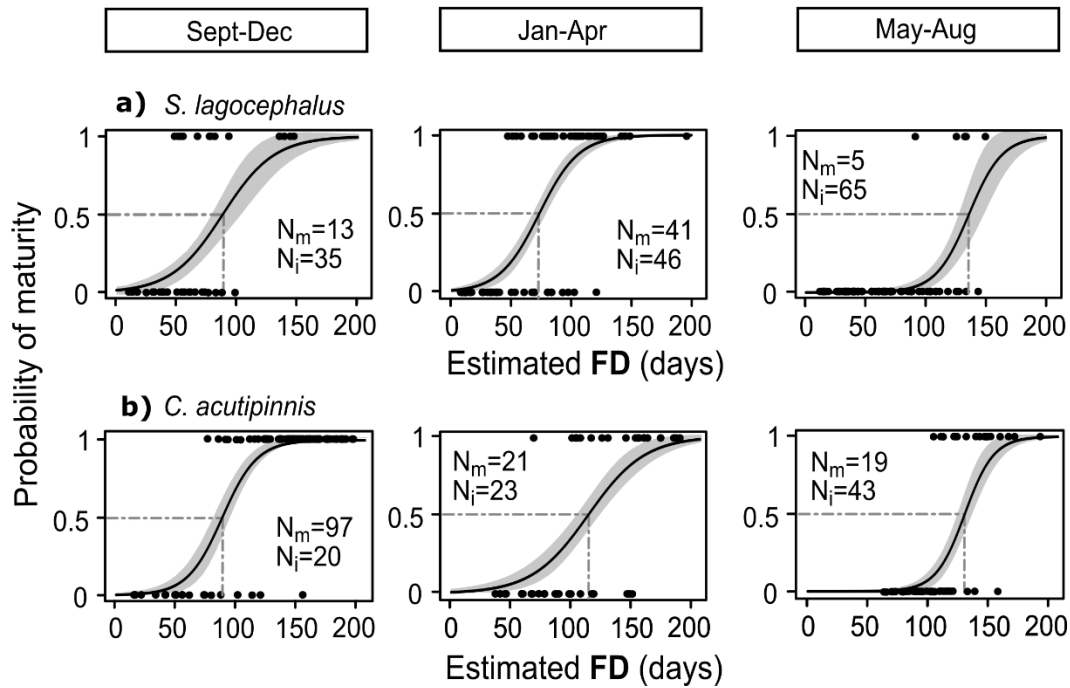 Sept-Dec Jan-Apr May-Aug
a) S. lagocephalus
Probability of maturity
1 0.5 0
N_m=13
N_i=35
0 50 100 150 200
1 0.5 0
N_m=41
N_i=46
0 50 100 150 200
1 0.5 0
N_m=5
N_i=65
0 50 100 150 200
Estimated FD (days)
b) C. acutipinnis
1 0.5 0
N_m=97
N_i=20
0 50 100 150 200
1 0.5 0
N_m=21
N_i=23
0 50 100 150 200
1 0.5 0
N_m=19
N_i=43
0 50 100 150 200
Estimated FD (days)